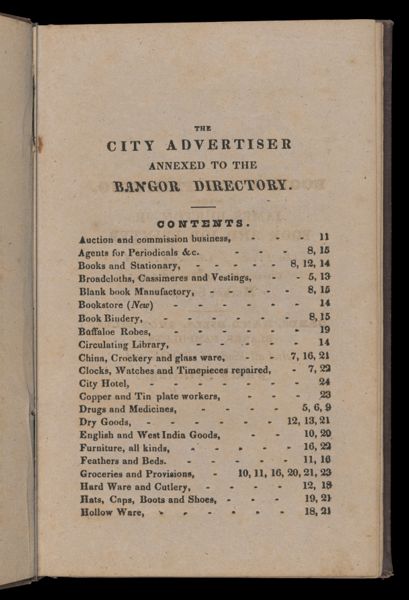 THE
CITY ADVERTISER
ANNEXED TO THE
BANGOR DIRECTORY.
CONTENTS.
Auction and commission business, - - - 11
Agents for Periodicals &c. - - - 8, 15
Books and Stationary, - - - - - 8, 12, 14
Broadcloths, Cassimeres and Vestings, - - 5, 13
Blank book Manufactory, - - - - - 8, 15
Bookstore (New) - - - - - - 14
Book Bindery, - - - - - - 8, 15
Buffaloe Robes, - - - - - - 19
Circulating Library, - - - - - 14
China, Crockery and glass ware, - - 7, 16, 21
Clocks, Watches and Timepieces repaired, - 7, 22
City Hotel, - - - - - - - 24
Copper and Tin plate workers, - - - 23
Drugs and Medicines, - - - - 5, 6, 9
Dry Goods, - - - - - - 12, 13, 21
English and West India Goods, - - 10, 20
Furniture, all kinds, - - - - - 16, 22
Feathers and Beds. - - - - - 11, 16
Groceries and Provisions, - 10, 11, 16, 20, 21, 23
Hard Ware and Cutlery, - - - - 12, 18
Hats, Caps, Boots and Shoes, - - - 19, 21
Hollow Ware, - - - - - - 18, 21